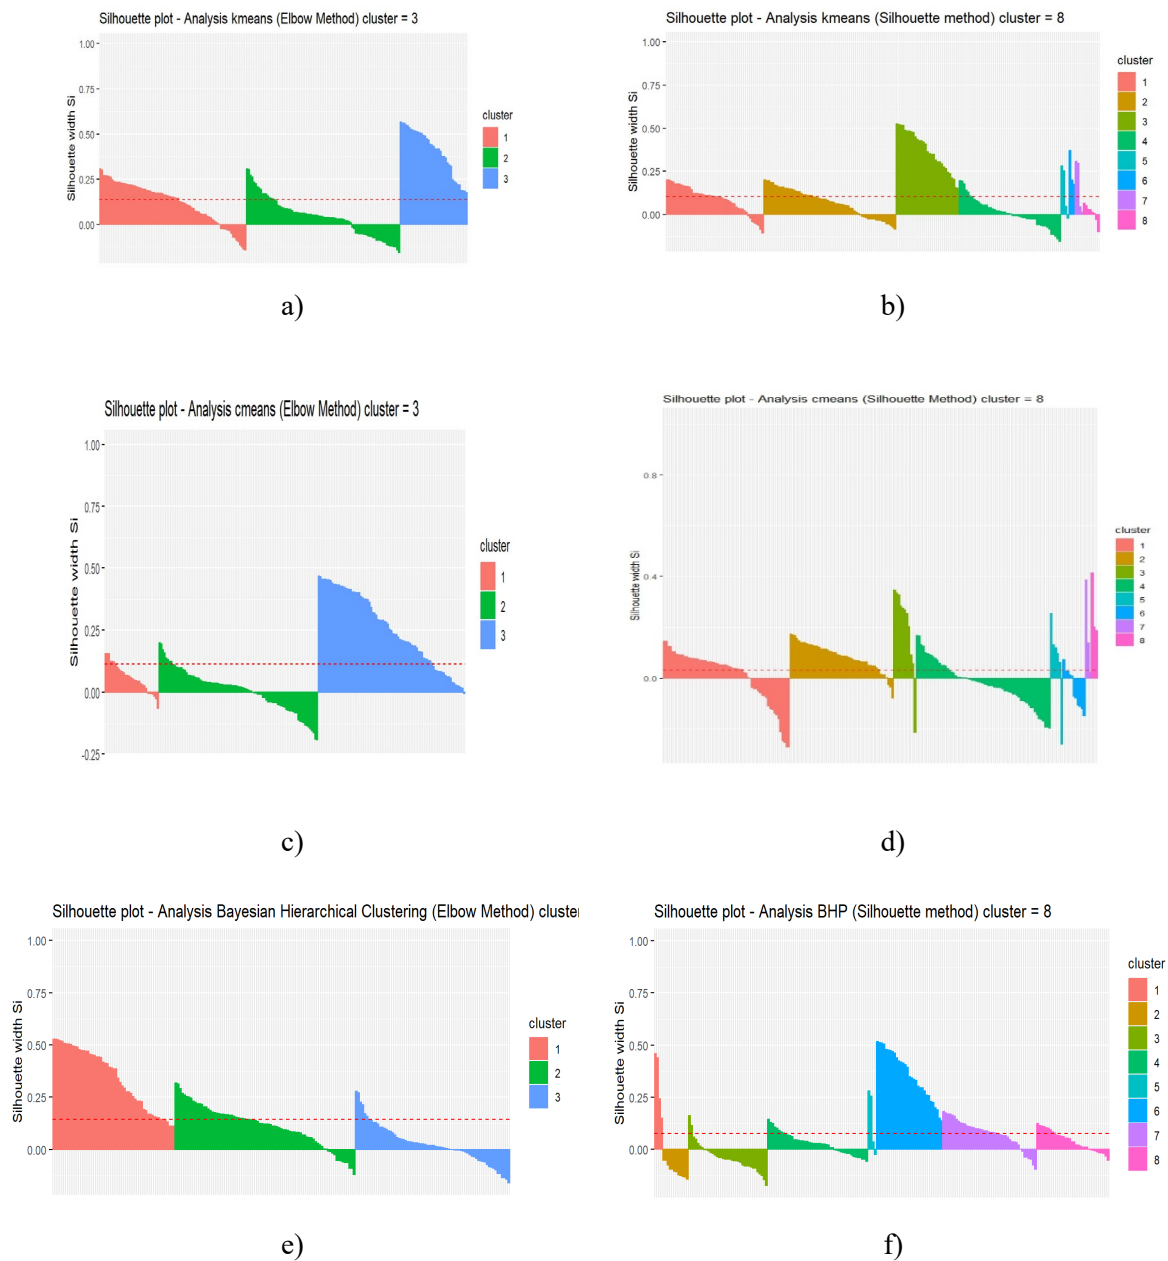 Silhouette plot - Analysis kmeans (Elbow Method) cluster = 3
1.00
0.75
0.50
0.25
0.00
Silhouette width Si
cluster
1
2
3
a)
Silhouette plot - Analysis kmeans (Silhouette method) cluster = 8
1.00
0.75
0.50
0.25
0.00
Silhouette width Si
cluster
1
2
3
4
5
6
7
8
b)
Silhouette plot - Analysis cmeans (Elbow Method) cluster = 3
1.00
0.75
0.50
0.25
0.00
-0.25
Silhouette width Si
cluster
1
2
3
c)
Silhouette plot - Analysis cmeans (Silhouette Method) cluster = 8
0.8
0.4
0.0
Silhouette width Si
cluster
1
2
3
4
5
6
7
8
d)
Silhouette plot - Analysis Bayesian Hierarchical Clustering (Elbow Method) cluste
1.00
0.75
0.50
0.25
0.00
Silhouette width Si
cluster
1
2
3
e)
Silhouette plot - Analysis BHP (Silhouette method) cluster = 8
1.00
0.75
0.50
0.25
0.00
Silhouette width Si
cluster
1
2
3
4
5
6
7
8
f)